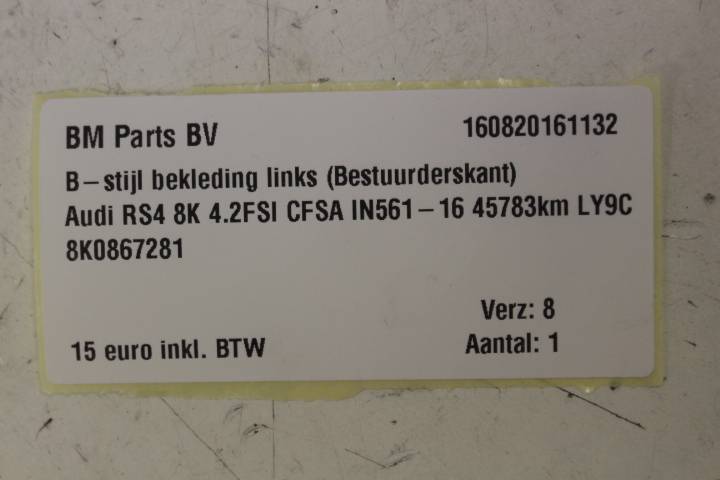 BM Parts BV 160820161132
B-stijl bekleding links (Bestuurderskant)
Audi RS4 8K 4.2FSI CFSA IN561-16 45783km LY9C
8K0867281
Verz: 8
15 euro inkl. BTW Aantal: 1